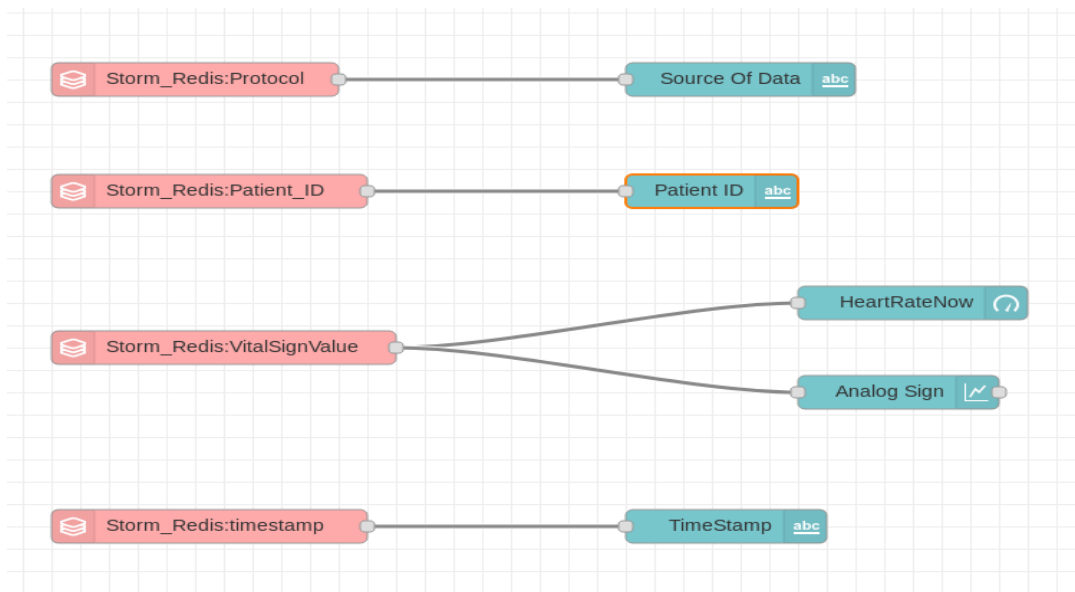 Storm_Redis:Protocol
Source Of Data
abc
Storm_Redis:Patient_ID
Patient ID
abc
HeartRateNow
Storm_Redis:VitalSignValue
Analog Sign
Storm_Redis:timestamp
TimeStamp
abc